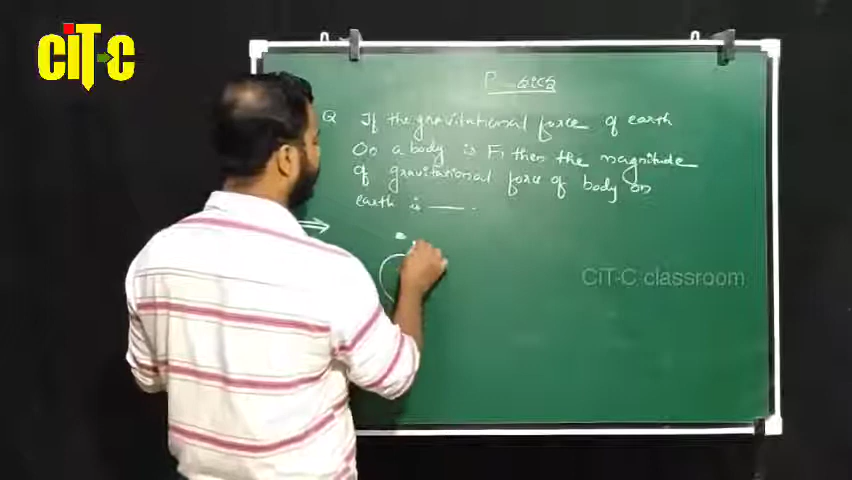 CiT-C
Q If the gravitational force of earth
On a body is F, then the magnitude
of gravitational force of body on
earth is ____.
CiT-C classroom